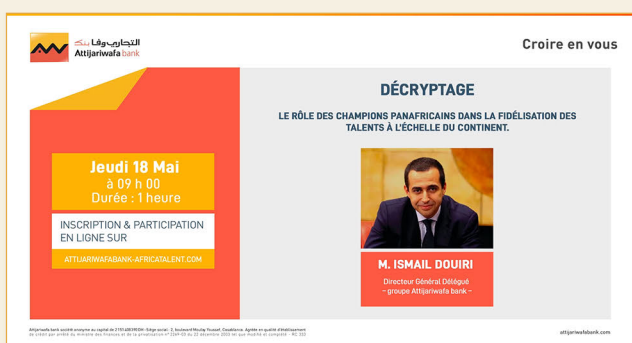 التجاري وفا بنك
Attijariwafa bank
Croire en vous
Jeudi 18 Mai
à 09 h 00
Durée : 1 heure
INSCRIPTION & PARTICIPATION
EN LIGNE SUR
ATTIJARIWAFABANK-AFRICATALENT.COM
DÉCRYPTAGE
LE RÔLE DES CHAMPIONS PANAFRICAINS DANS LA FIDÉLISATION DES
TALENTS À L'ÉCHELLE DU CONTINENT.
M. ISMAIL DOUIRI
Directeur Général Délégué
– groupe Attijariwafa bank –
attijariwafabank.com